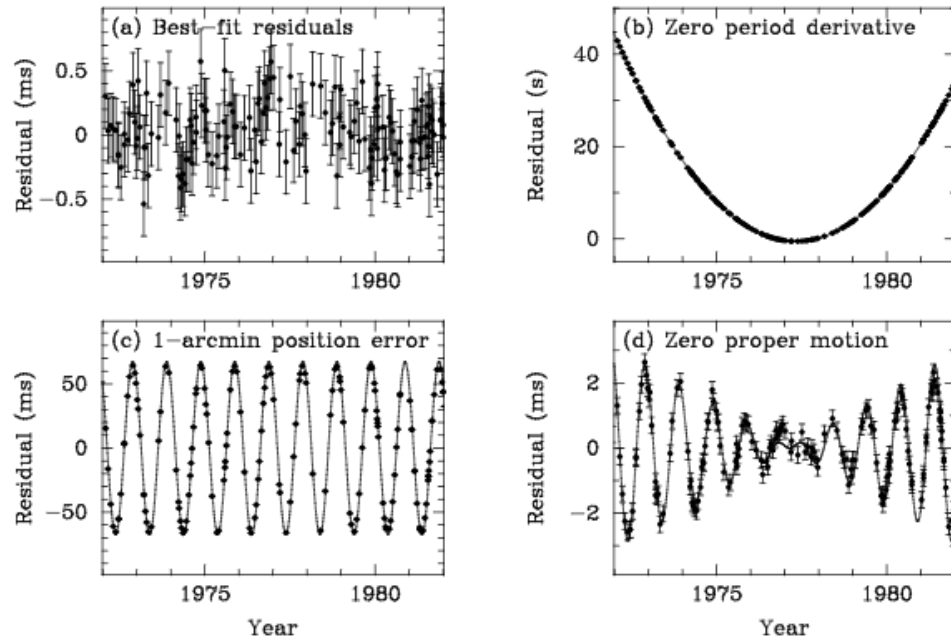 (a) Best-fit residuals
Residual (ms)
0.5
0
-0.5
1975
1980
(b) Zero period derivative
Residual (s)
40
20
0
1975
1980
(c) 1-arcmin position error
Residual (ms)
50
0
-50
1975
1980
Year
(d) Zero proper motion
Residual (ms)
2
0
-2
1975
1980
Year